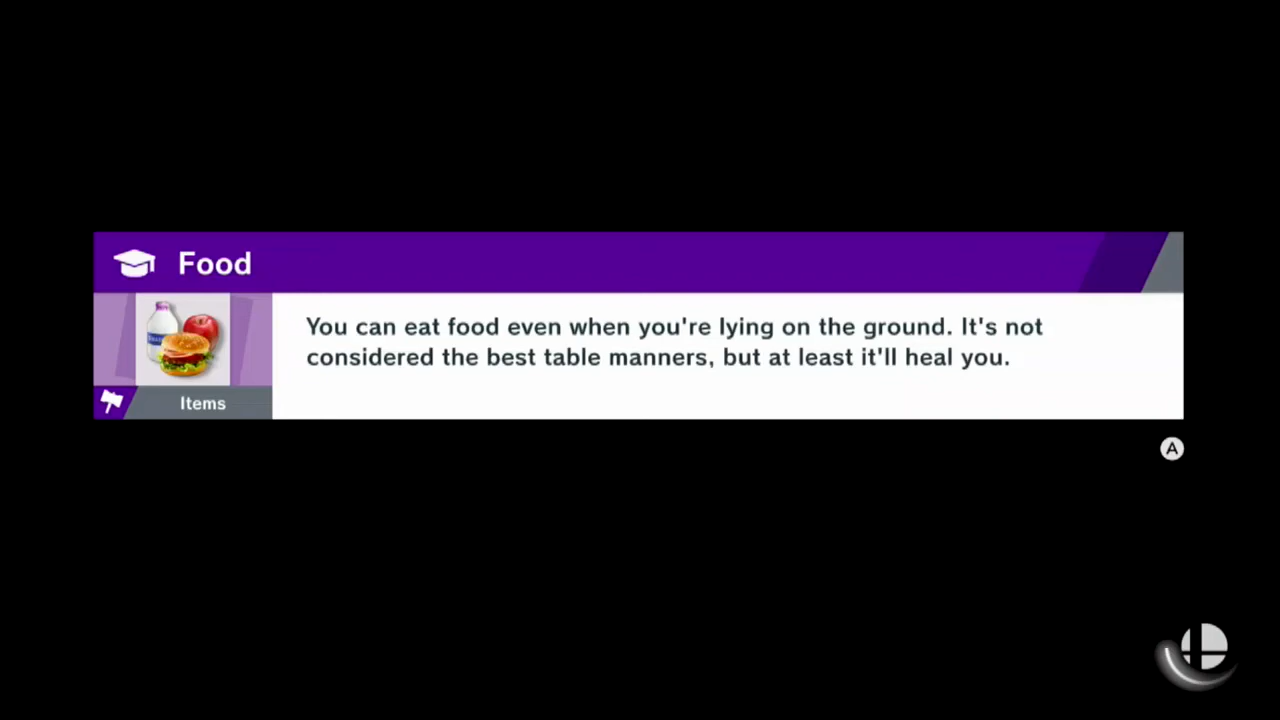 Food
You can eat food even when you're lying on the ground. It's not
considered the best table manners, but at least it'll heal you.
Items
A